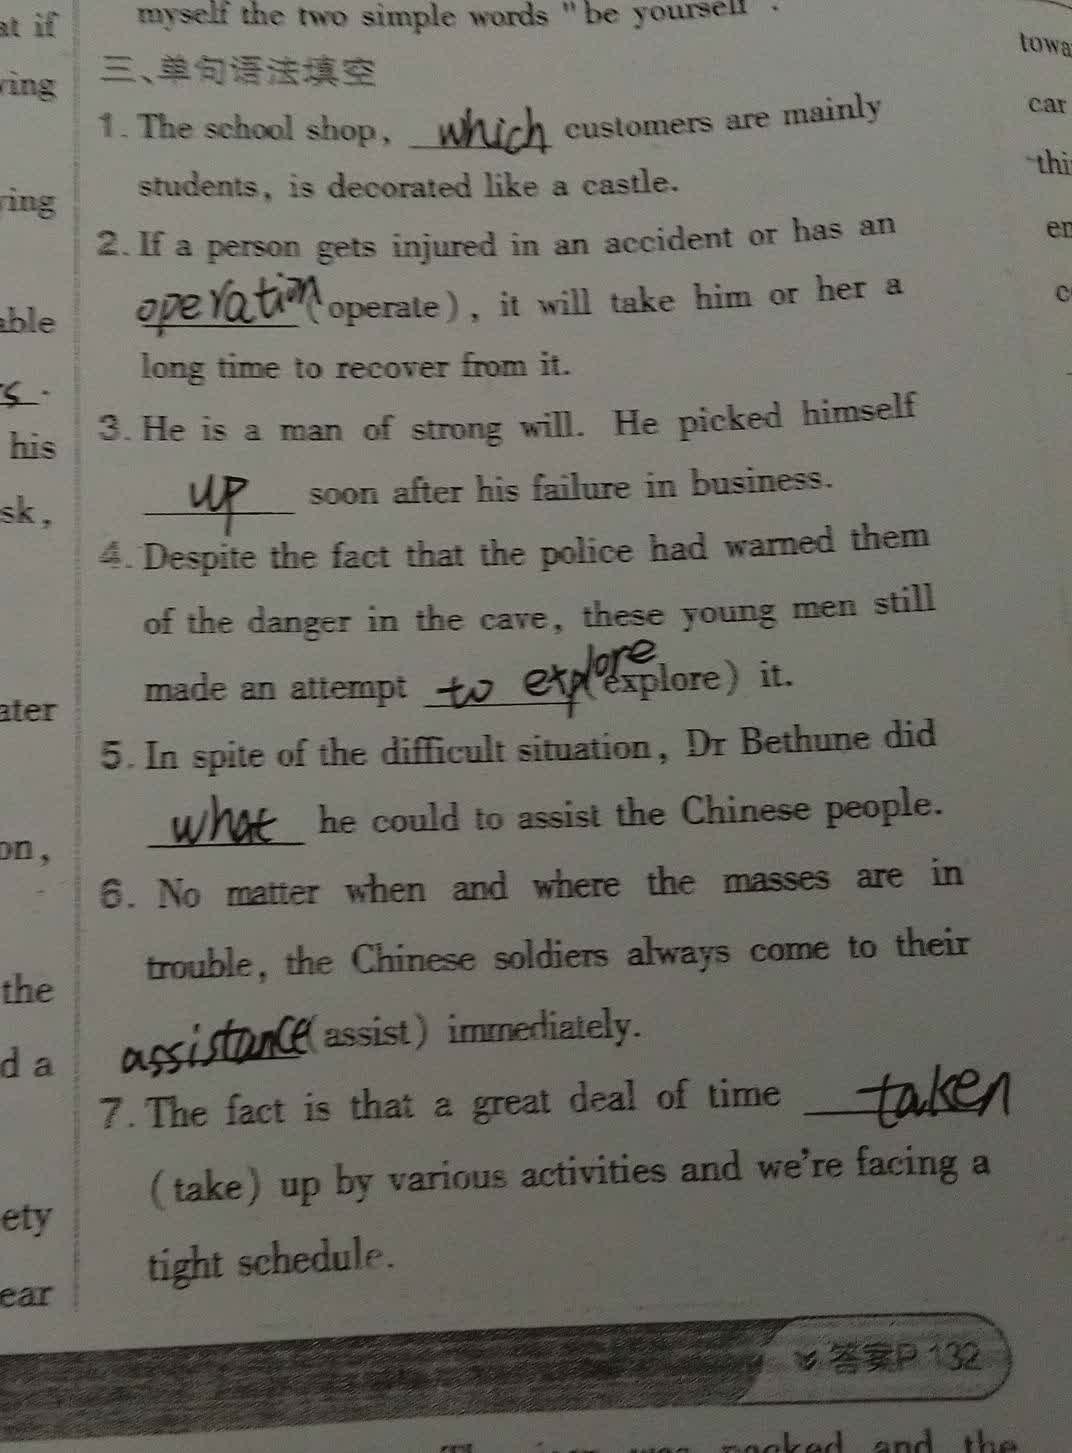 at if
ving
ving
able
s.
his
sk,
ater
on,
the
d a
ety
ear
myself the two simple words "be yourself".
三、单句语法填空
1. The school shop, which customers are mainly
students, is decorated like a castle.
2. If a person gets injured in an accident or has an
operation (operate), it will take him or her a
long time to recover from it.
3. He is a man of strong will. He picked himself
up soon after his failure in business.
4. Despite the fact that the police had warned them
of the danger in the cave, these young men still
made an attempt to explore (explore) it.
5. In spite of the difficult situation, Dr Bethune did
what he could to assist the Chinese people.
6. No matter when and where the masses are in
trouble, the Chinese soldiers always come to their
assistance (assist) immediately.
7. The fact is that a great deal of time taken
(take) up by various activities and we're facing a
tight schedule.
答案P 132
packed and the
towa
car
thi
en
c